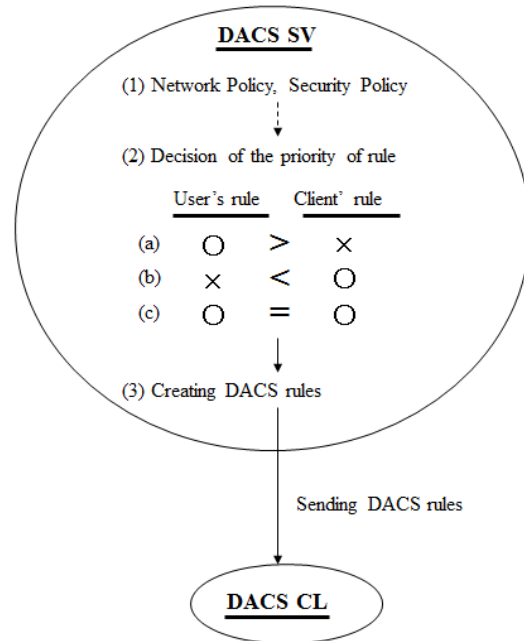 DACS SV
(1) Network Policy, Security Policy
(2) Decision of the priority of rule
User's rule Client' rule
(a) O > ×
(b) × < O
(c) O = O
(3) Creating DACS rules
Sending DACS rules
DACS CL